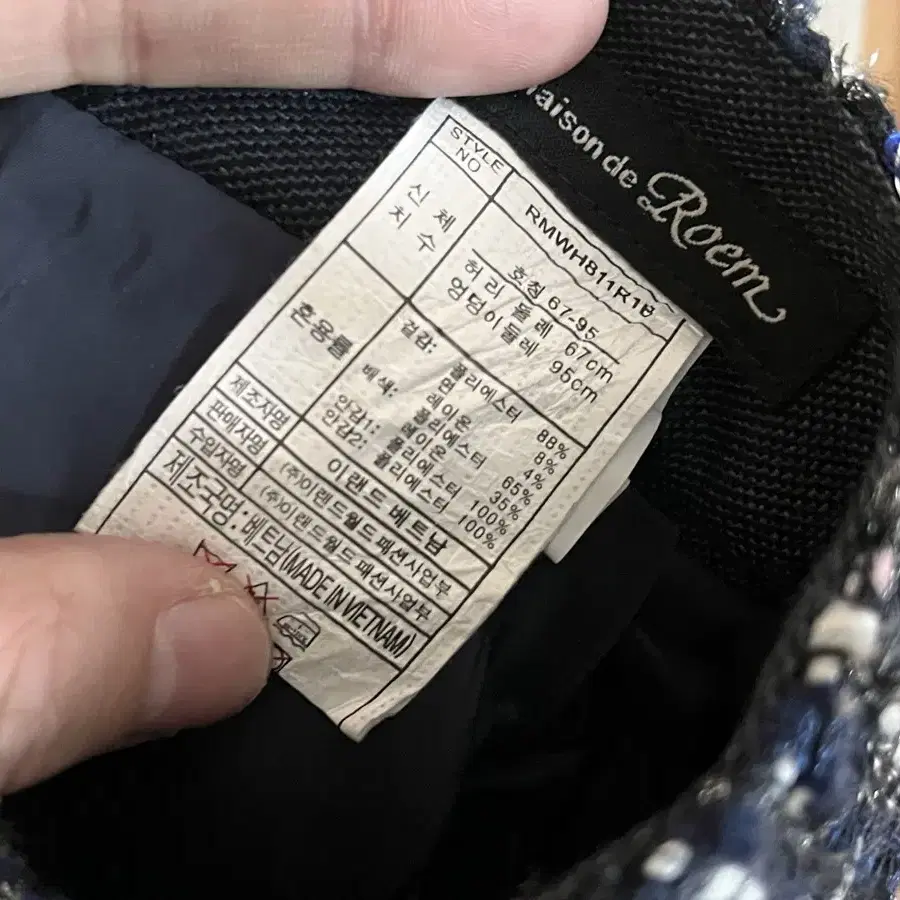 maison de Roem
STYLE NO RMWH811R1B
신체 치수
호칭 67-95
허리 둘레 67cm
엉덩이둘레 95cm
혼용률
겉감: 폴리에스터 88%
면 8%
레이온 4%
배색: 폴리에스터 65%
레이온 35%
안감1: 폴리에스터 100%
안감2: 폴리에스터 100%
제조자명 이랜드 베트남
판매자명 (주)이랜드월드 패션사업부
수입자명 (주)이랜드월드 패션사업부
제조국명: 베트남(MADE IN VIETNAM)